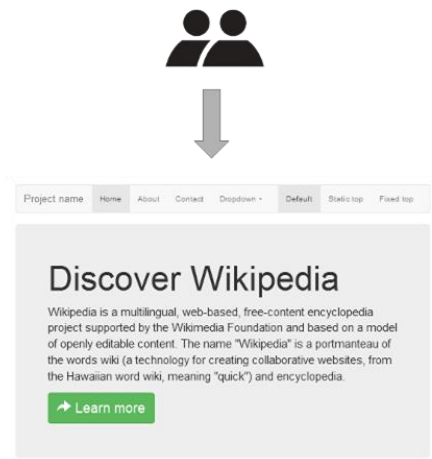 Project name Home About Contact Dropdown Default Static top Fixed top
Discover Wikipedia
Wikipedia is a multilingual, web-based, free-content encyclopedia
project supported by the Wikimedia Foundation and based on a model
of openly editable content. The name "Wikipedia" is a portmanteau of
the words wiki (a technology for creating collaborative websites, from
the Hawaiian word wiki, meaning "quick") and encyclopedia.
Learn more